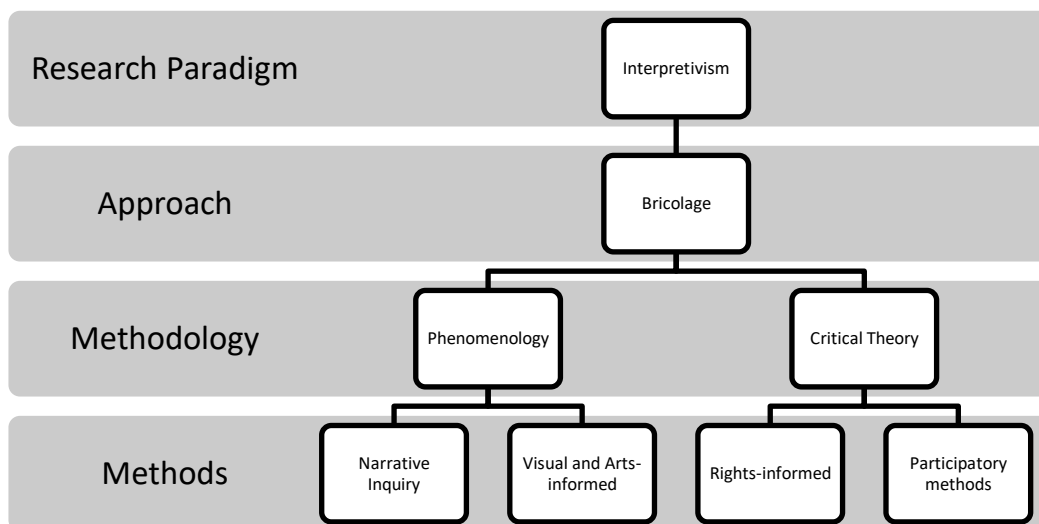 Research Paradigm
Interpretivism
Approach
Bricolage
Methodology
Phenomenology
Critical Theory
Methods
Narrative
Inquiry
Visual and Arts-
informed
Rights-informed
Participatory
methods